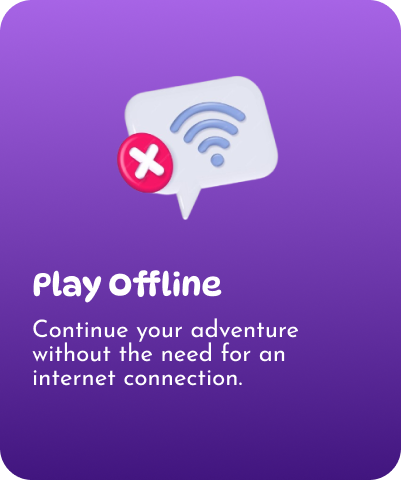 Play Offline
Continue your adventure
without the need for an
internet connection.